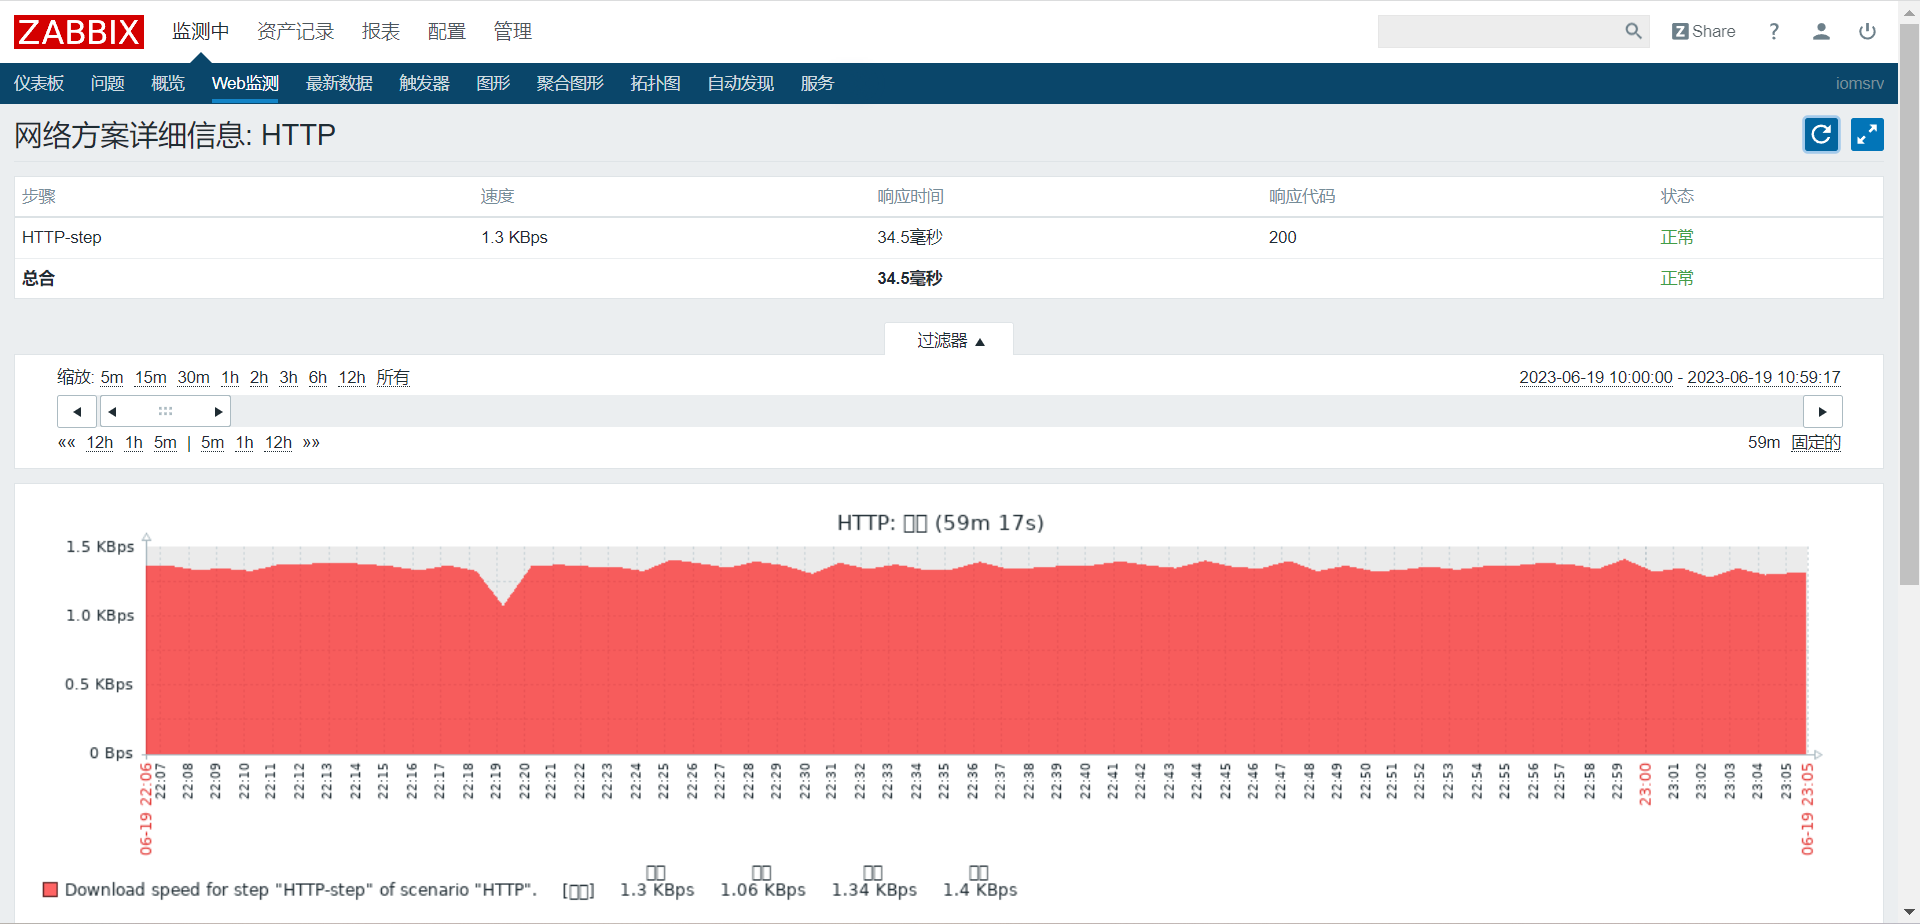 ZABBIX 监测中 资产记录 报表 配置 管理 Z Share ?
仪表板 问题 概览 Web监测 最新数据 触发器 图形 聚合图形 拓扑图 自动发现 服务 iomsrv
网络方案详细信息: HTTP
步骤 速度 响应时间 响应代码 状态
HTTP-step 1.3 KBps 34.5毫秒 200 正常
总合 34.5毫秒 正常
过滤器 ▲
缩放: 5m 15m 30m 1h 2h 3h 6h 12h 所有 2023-06-19 10:00:00 - 2023-06-19 10:59:17
«« 12h 1h 5m | 5m 1h 12h »» 59m 固定的
HTTP: □□ (59m 17s)
1.5 KBps
1.0 KBps
0.5 KBps
0 Bps
06-19 22:06 22:07 22:08 22:09 22:10 22:11 22:12 22:13 22:14 22:15 22:16 22:17 22:18 22:19 22:20 22:21 22:22 22:23 22:24 22:25 22:26 22:27 22:28 22:29 22:30 22:31 22:32 22:33 22:34 22:35 22:36 22:37 22:38 22:39 22:40 22:41 22:42 22:43 22:44 22:45 22:46 22:47 22:48 22:49 22:50 22:51 22:52 22:53 22:54 22:55 22:56 22:57 22:58 22:59 23:00 23:01 23:02 23:03 23:04 23:05 06-19 23:05
□□ □□ □□ □□
Download speed for step "HTTP-step" of scenario "HTTP". [□□] 1.3 KBps 1.06 KBps 1.34 KBps 1.4 KBps